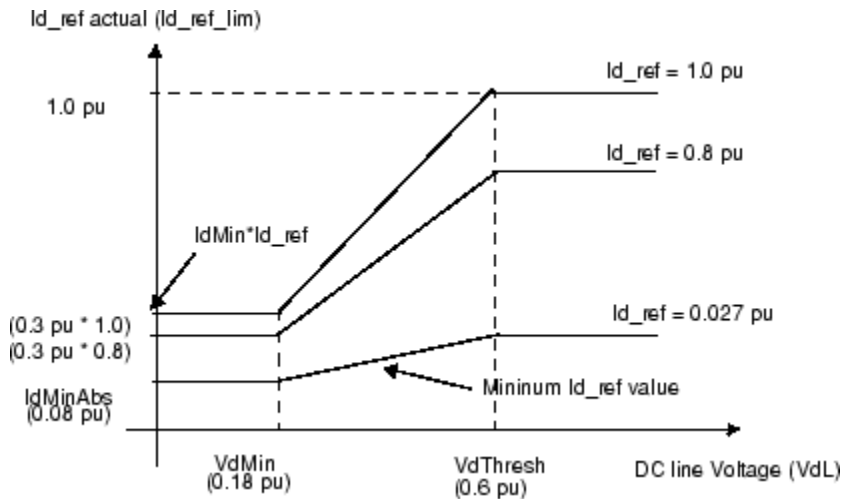 Id_ref actual (Id_ref_lim)
Id_ref = 1.0 pu
1.0 pu
Id_ref = 0.8 pu
IdMin*Id_ref
Id_ref = 0.027 pu
(0.3 pu * 1.0)
(0.3 pu * 0.8)
IdMinAbs
(0.08 pu)
Mininum Id_ref value
VdMin
(0.18 pu)
VdThresh
(0.6 pu)
DC line Voltage (VdL)